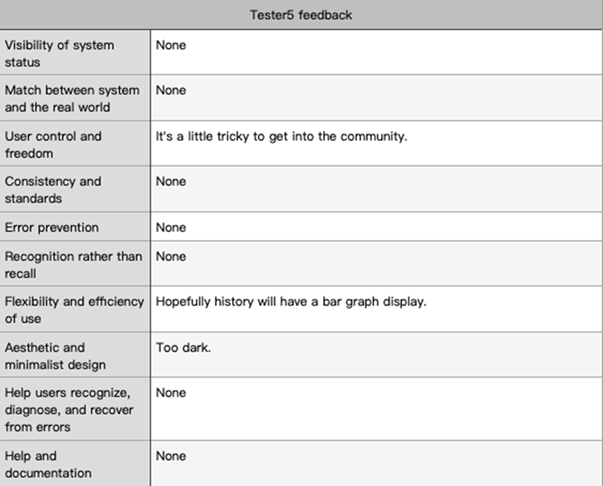 Tester5 feedback
Visibility of system
status
None
Match between system
and the real world
None
User control and
freedom
It's a little tricky to get into the community.
Consistency and
standards
None
Error prevention
None
Recognition rather than
recall
None
Flexibility and efficiency
of use
Hopefully history will have a bar graph display.
Aesthetic and
minimalist design
Too dark.
Help users recognize,
diagnose, and recover
from errors
None
Help and
documentation
None